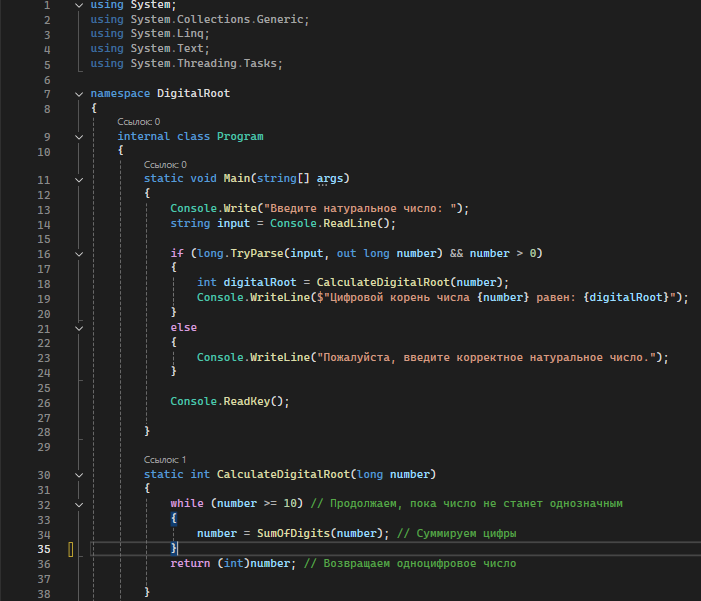 1 using System;
2 using System.Collections.Generic;
3 using System.Linq;
4 using System.Text;
5 using System.Threading.Tasks;
6
7 namespace DigitalRoot
8 {
Ссылок: 0
9 internal class Program
10 {
Ссылок: 0
11 static void Main(string[] args)
12 {
13 Console.Write("Введите натуральное число: ");
14 string input = Console.ReadLine();
15
16 if (long.TryParse(input, out long number) && number > 0)
17 {
18 int digitalRoot = CalculateDigitalRoot(number);
19 Console.WriteLine($"Цифровой корень числа {number} равен: {digitalRoot}");
20 }
21 else
22 {
23 Console.WriteLine("Пожалуйста, введите корректное натуральное число.");
24 }
25
26 Console.ReadKey();
27
28 }
29
Ссылок: 1
30 static int CalculateDigitalRoot(long number)
31 {
32 while (number >= 10) // Продолжаем, пока число не станет однозначным
33 {
34 number = SumOfDigits(number); // Суммируем цифры
35 }
36 return (int)number; // Возвращаем одноцифровое число
37
38 }